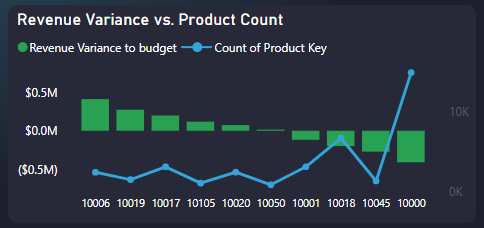 Revenue Variance vs. Product Count
Revenue Variance to budget Count of Product Key
$0.5M
10K
$0.0M
($0.5M)
0K
10006 10019 10017 10105 10020 10050 10001 10018 10045 10000